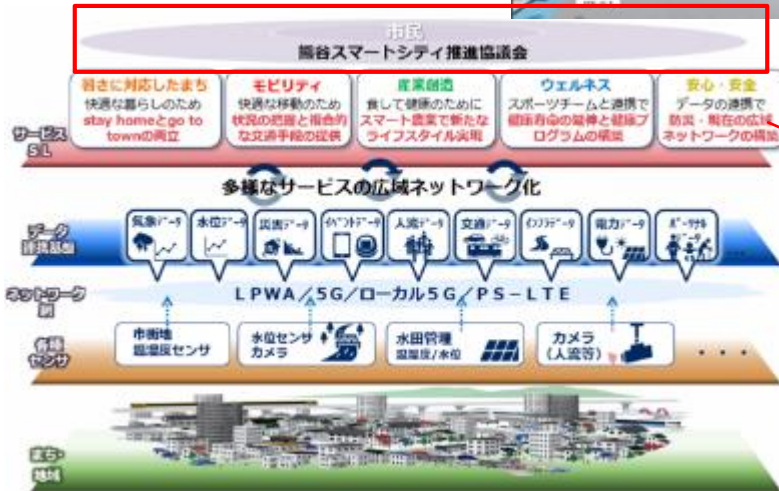 市民
熊谷スマートシティ推進協議会
暑さに対応したまち
快適な暮らしのため
stay homeとgo to
townの両立
モビリティ
快適な移動のため
状況の把握と複合的
な交通手段の提供
産業創造
食して健康のために
スマート農業で新たな
ライフスタイル実現
ウェルネス
スポーツチームと連携で
健康寿命の延伸と健康プ
ログラムの構築
安心・安全
データの連携で
防災・現在の広域
ネットワークの構築
サービス
多様なサービスの広域ネットワーク化
データ
連携基盤
気象データ
水位データ
災害データ
イベントデータ
人流データ
交通データ
インフラデータ
電力データ
パーソナル
データ
ネットワーク
LPWA/5G/ローカル5G/PS-LTE
各種
センサ
市街地
温湿度センサ
水位センサ
カメラ
水田管理
温湿度/水位
カメラ
(人流等)
・・・
まち・
地域